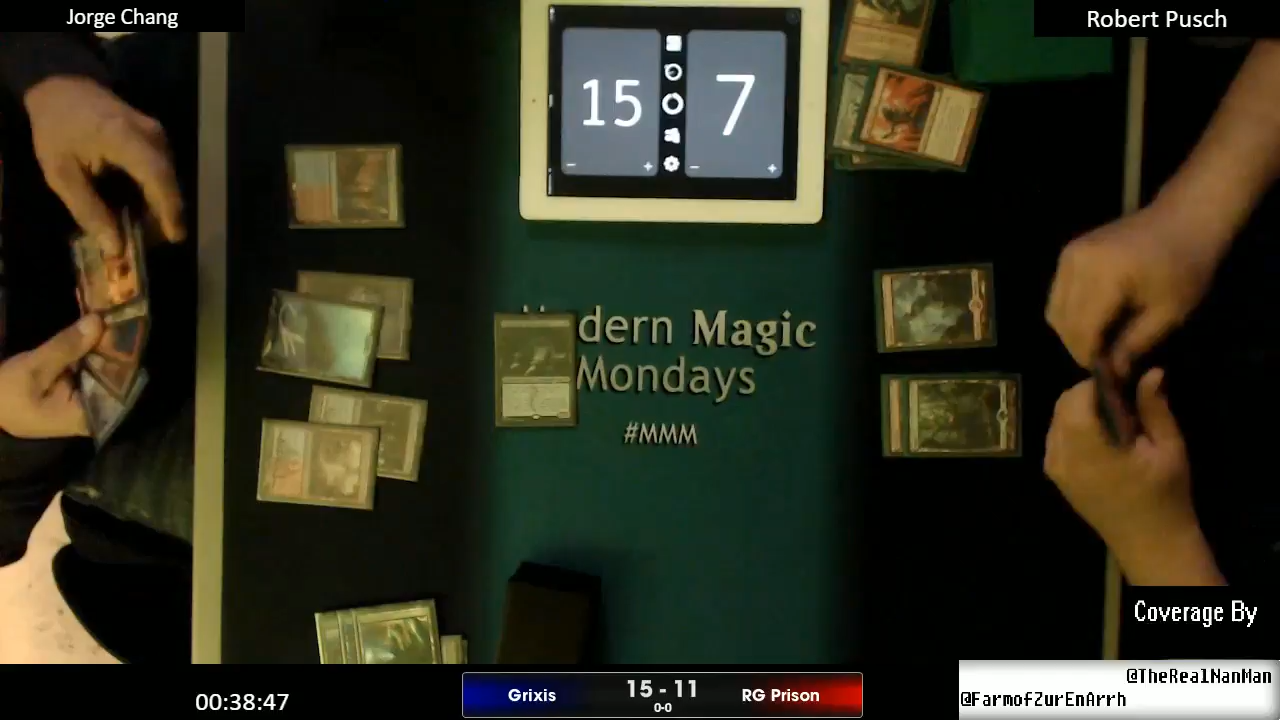 Jorge Chang
Robert Pusch
15
7
dern Magic
Mondays
#MMM
Coverage By
@TheRealNanMan
@FarmofZurEnArrh
00:38:47
Grixis
15 - 11
0-0
RG Prison